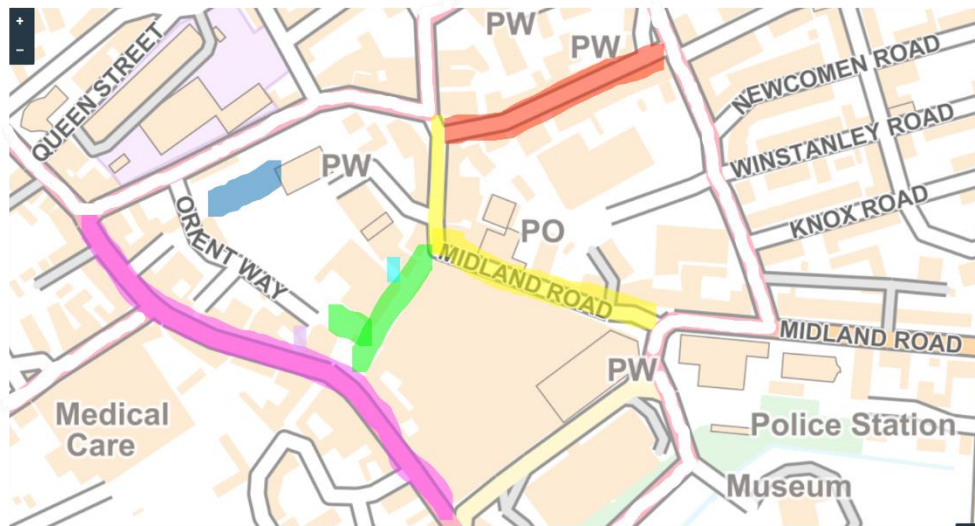 +
−
PW
PW
QUEEN STREET
NEWCOMEN ROAD
WINSTANLEY ROAD
PW
KNOX ROAD
ORIENT WAY
PO
MIDLAND ROAD
MIDLAND ROAD
PW
Medical
Care
Police Station
Museum